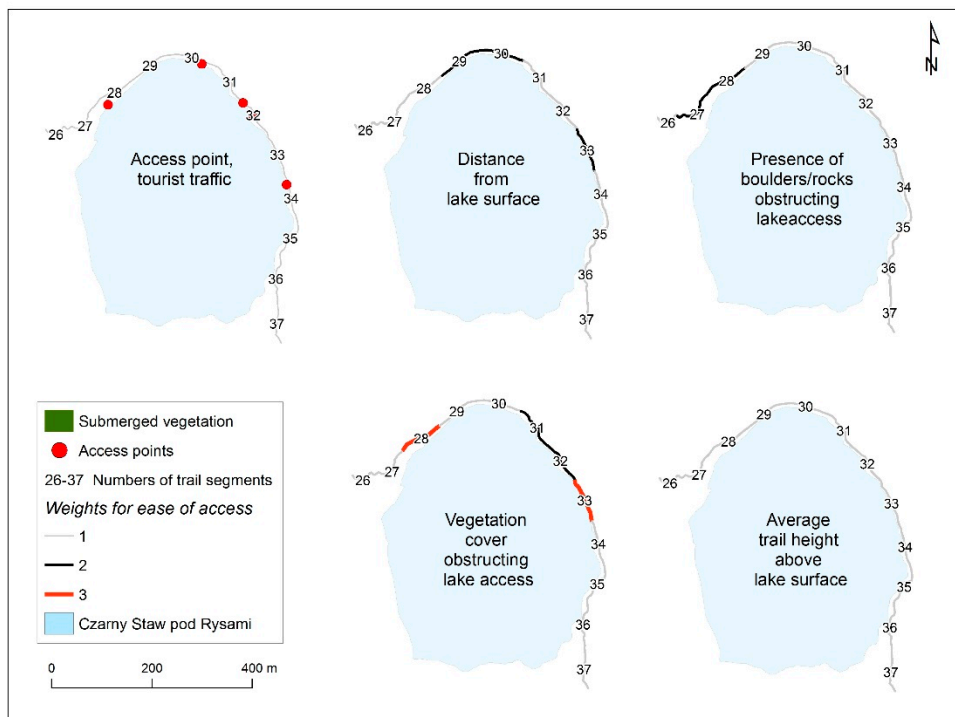 26
27
28
29
30
31
32
33
34
35
36
37
Access point,
tourist traffic
26
27
28
29
30
31
32
33
34
35
36
37
Distance
from
lake surface
26
27
28
29
30
31
32
33
34
35
36
37
Presence of
boulders/rocks
obstructing
lakeaccess
N
Submerged vegetation
Access points
26-37 Numbers of trail segments
Weights for ease of access
1
2
3
Czarny Staw pod Rysami
0 200 400 m
26
27
28
29
30
31
32
33
34
35
36
37
Vegetation
cover
obstructing
lake access
26
27
28
29
30
31
32
33
34
35
36
37
Average
trail height
above
lake surface